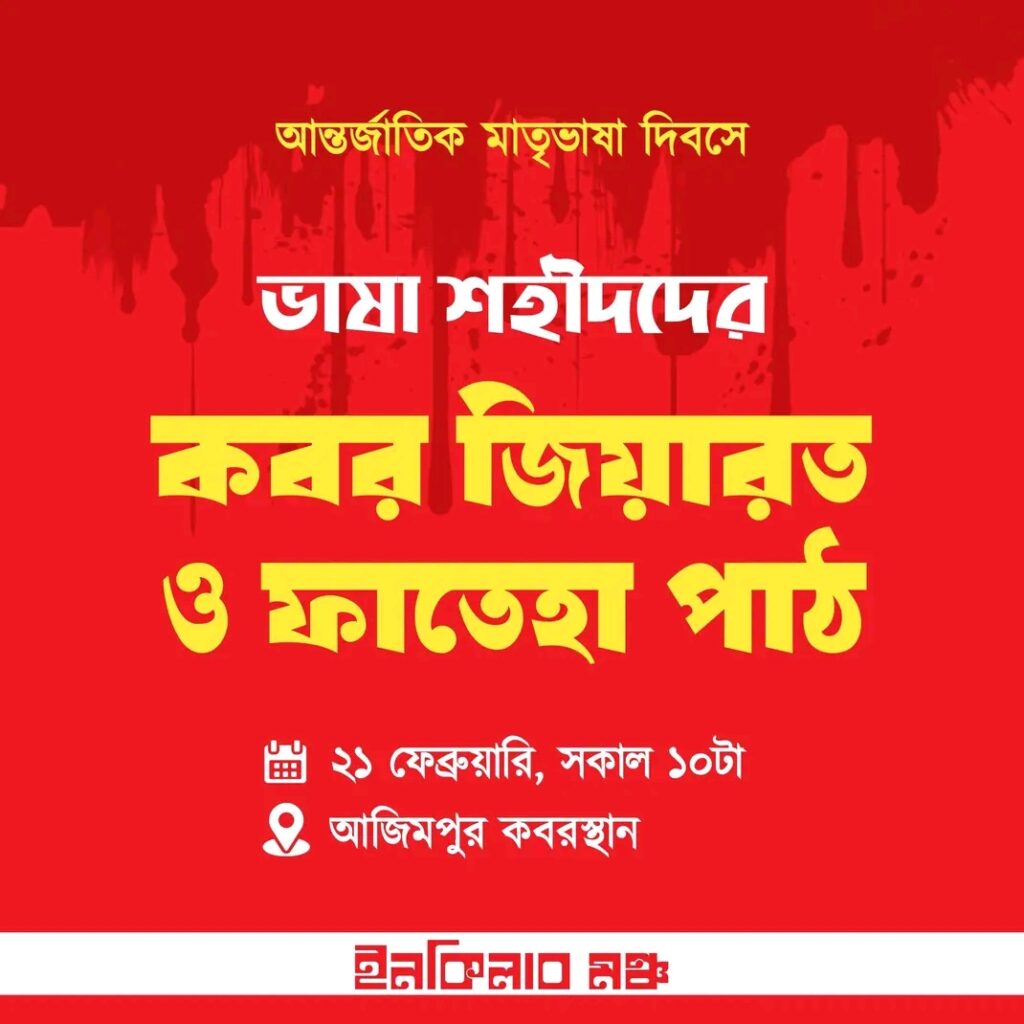 আন্তর্জাতিক মাতৃভাষা দিবসে
ভাষা শহীদদের
কবর জিয়ারত
ও ফাতেহা পাঠ
২১ ফেব্রুয়ারি, সকাল ১০টা
আজিমপুর কবরস্থান
ইনকিলাব মঞ্চ